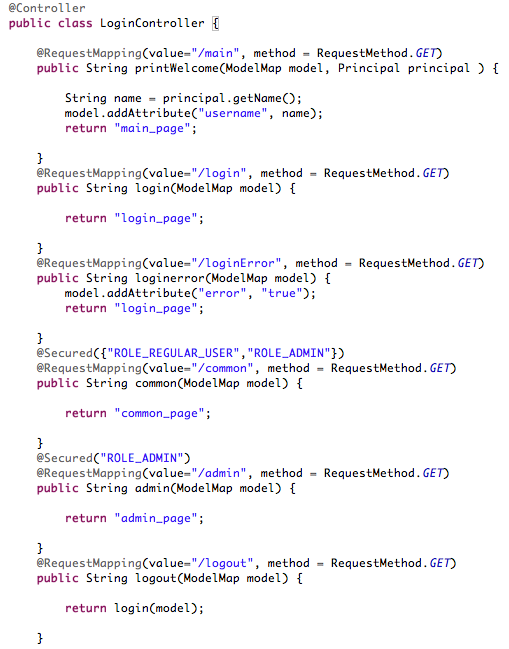 @Controller
public class LoginController {
@RequestMapping(value="/main", method = RequestMethod.GET)
public String printWelcome(ModelMap model, Principal principal ) {
String name = principal.getName();
model.addAttribute("username", name);
return "main_page";
}
@RequestMapping(value="/login", method = RequestMethod.GET)
public String login(ModelMap model) {
return "login_page";
}
@RequestMapping(value="/loginError", method = RequestMethod.GET)
public String loginerror(ModelMap model) {
model.addAttribute("error", "true");
return "login_page";
}
@Secured({"ROLE_REGULAR_USER","ROLE_ADMIN"})
@RequestMapping(value="/common", method = RequestMethod.GET)
public String common(ModelMap model) {
return "common_page";
}
@Secured("ROLE_ADMIN")
@RequestMapping(value="/admin", method = RequestMethod.GET)
public String admin(ModelMap model) {
return "admin_page";
}
@RequestMapping(value="/logout", method = RequestMethod.GET)
public String logout(ModelMap model) {
return login(model);
}